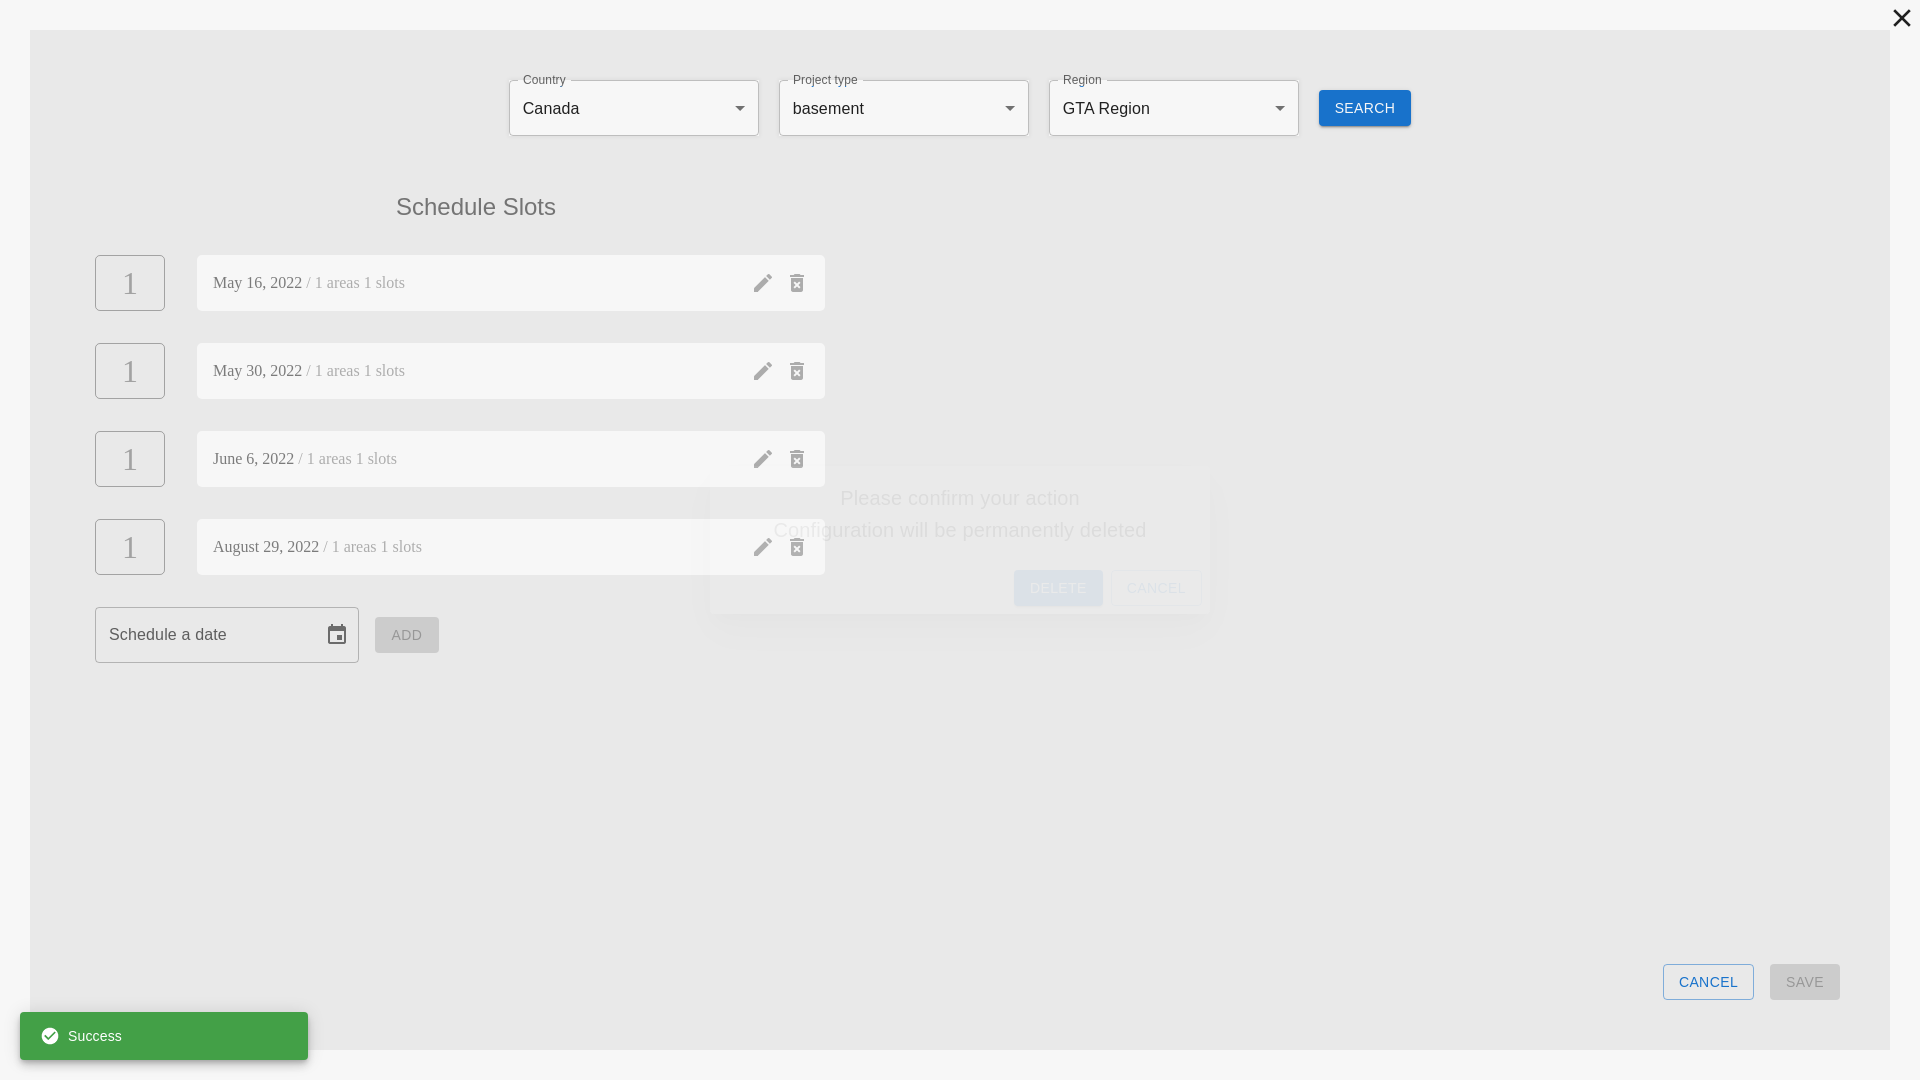 Country
Canada
Project type
basement
Region
GTA Region
SEARCH
Schedule Slots
1
May 16, 2022 / 1 areas 1 slots
1
May 30, 2022 / 1 areas 1 slots
1
June 6, 2022 / 1 areas 1 slots
1
August 29, 2022 / 1 areas 1 slots
Please confirm your action
Configuration will be permanently deleted
DELETE
CANCEL
Schedule a date
ADD
CANCEL
SAVE
Success